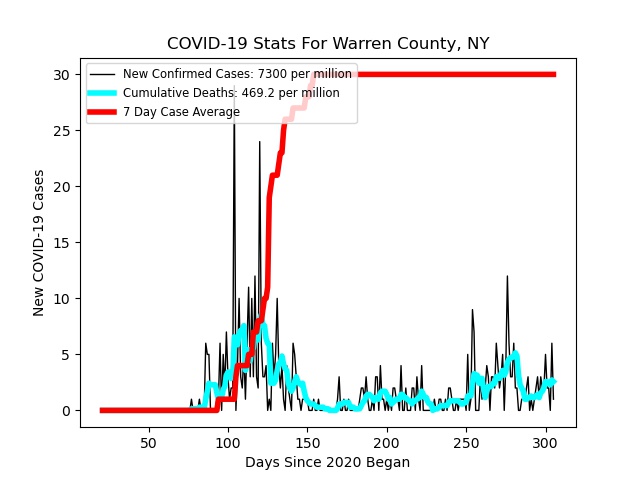 COVID-19 Stats For Warren County, NY
New Confirmed Cases: 7300 per million
Cumulative Deaths: 469.2 per million
7 Day Case Average
New COVID-19 Cases
30
25
20
15
10
5
0
50 100 150 200 250 300
Days Since 2020 Began